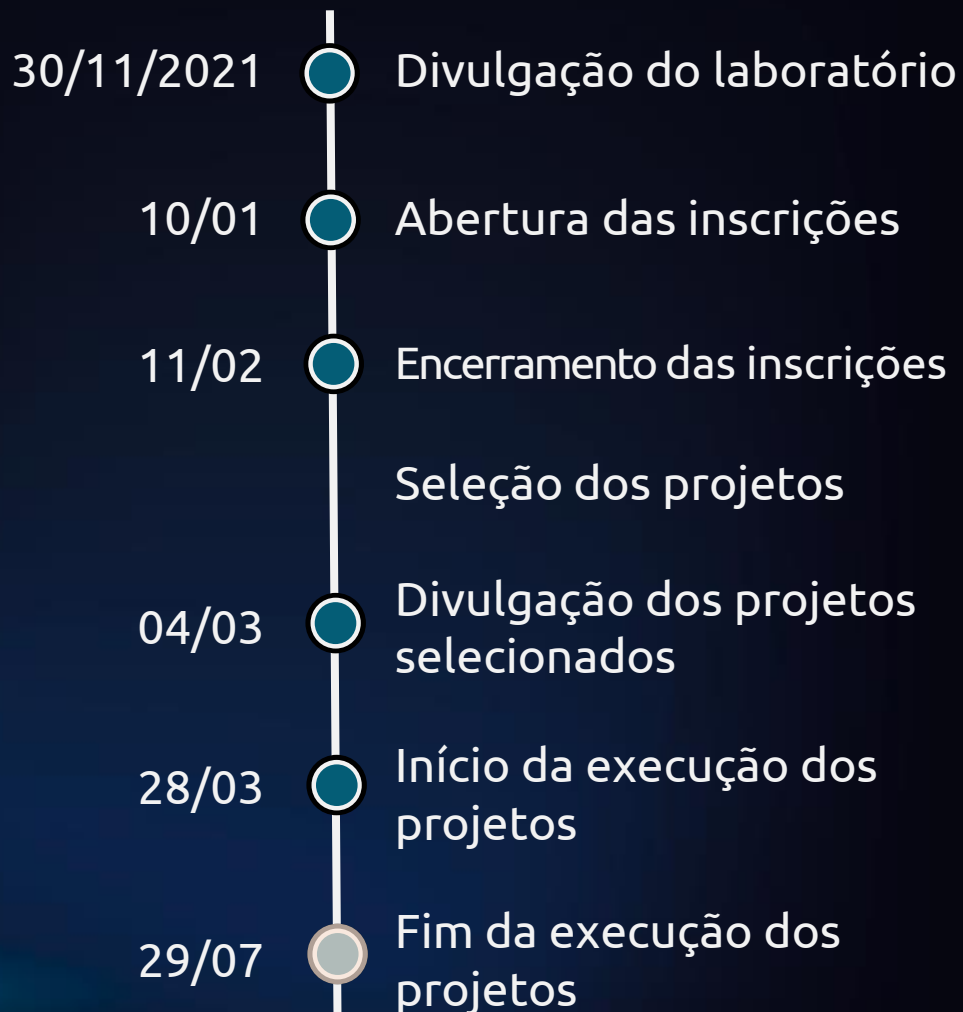 30/11/2021 Divulgação do laboratório
10/01 Abertura das inscrições
11/02 Encerramento das inscrições
Seleção dos projetos
04/03 Divulgação dos projetos
selecionados
28/03 Início da execução dos
projetos
29/07 Fim da execução dos
projetos